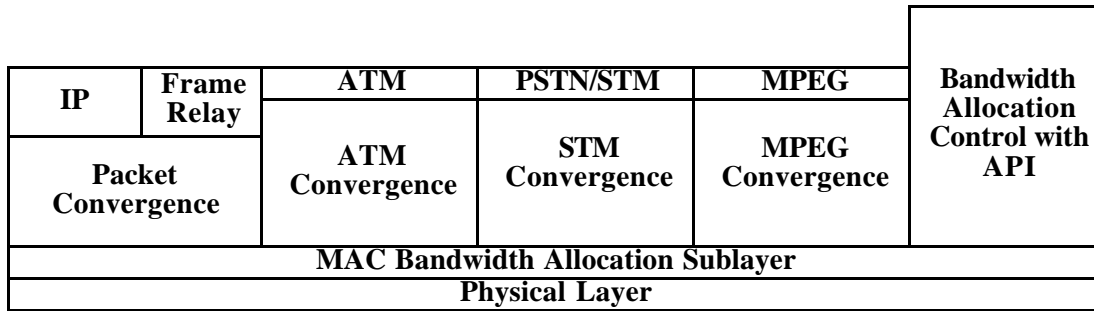 IP
Frame
Relay
ATM
PSTN/STM
MPEG
Bandwidth
Allocation
Control with
API
Packet
Convergence
ATM
Convergence
STM
Convergence
MPEG
Convergence
MAC Bandwidth Allocation Sublayer
Physical Layer